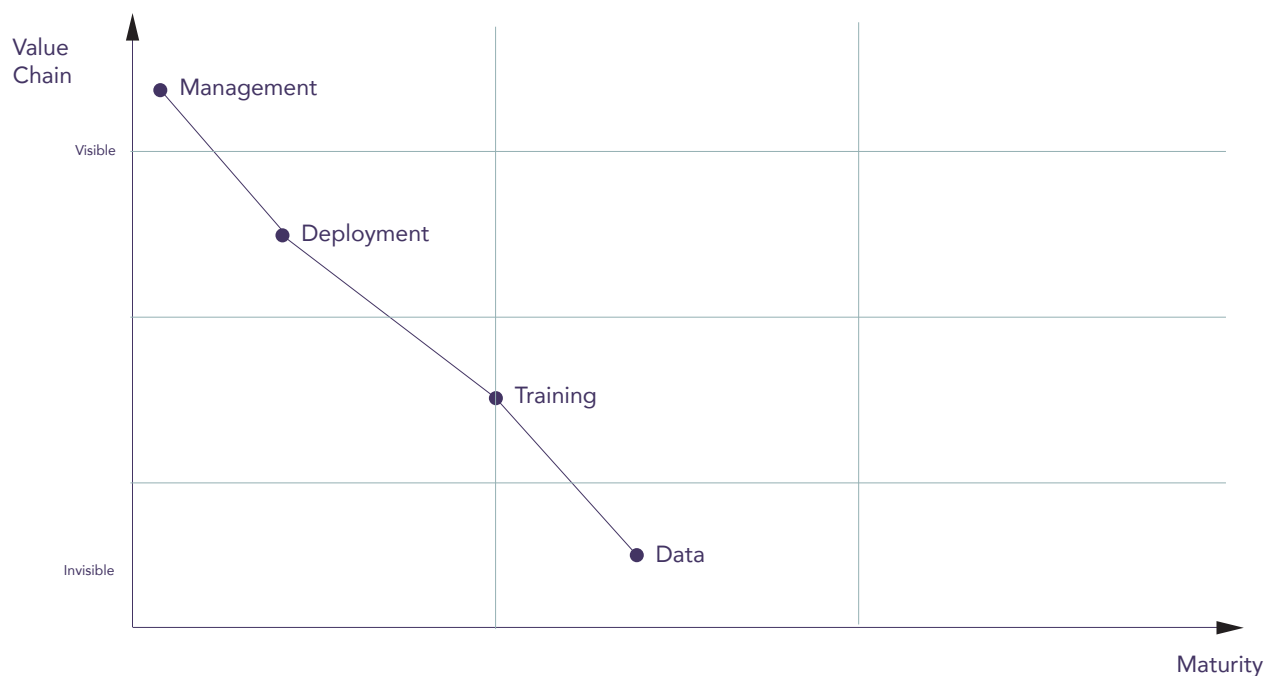 Value
Chain
Management
Visible
Deployment
Training
Data
Invisible
Maturity